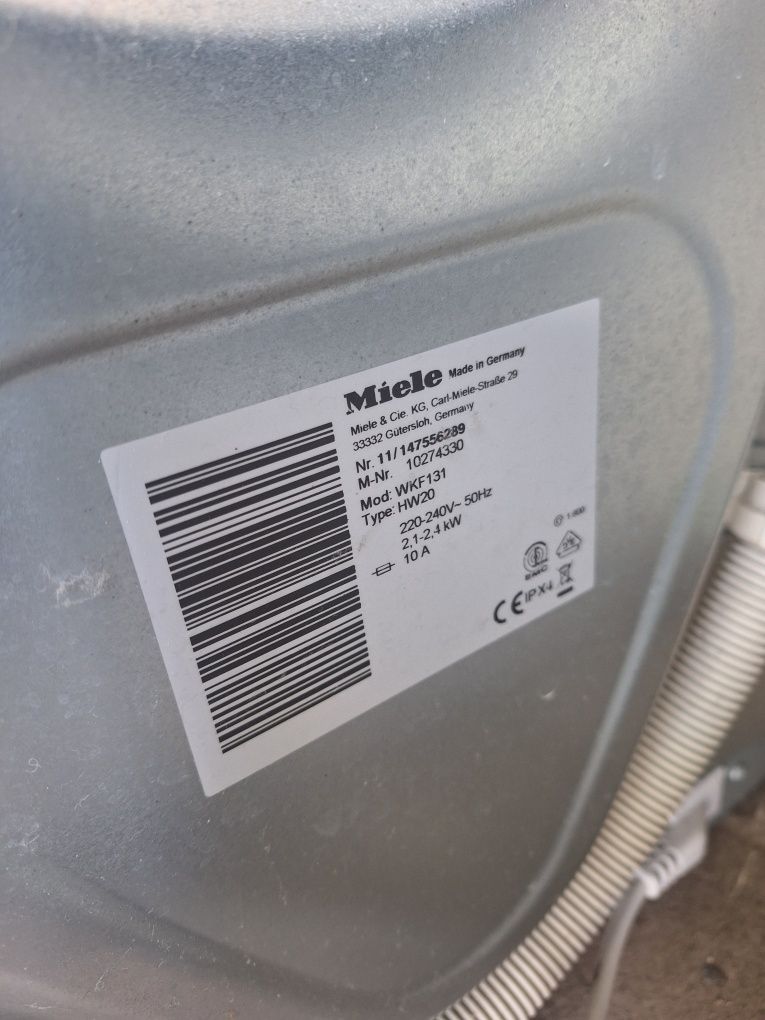 Miele Made in Germany
Miele & Cie. KG, Carl-Miele-Straße 29
33332 Gütersloh, Germany
Nr. 11/147556289
M-Nr. 10274330
Mod: WKF131
Type: HW20
220-240V~ 50Hz
2,1-2,4 kW
10 A
EMC
CE IPX4